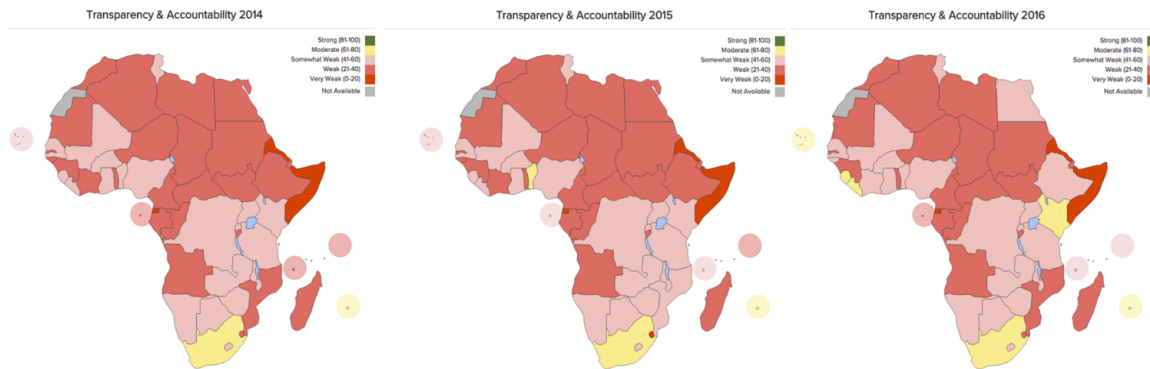 Transparency & Accountability 2014
Strong (81-100)
Moderate (61-80)
Somewhat Weak (41-60)
Weak (21-40)
Very Weak (0-20)
Not Available
Transparency & Accountability 2015
Strong (81-100)
Moderate (61-80)
Somewhat Weak (41-60)
Weak (21-40)
Very Weak (0-20)
Not Available
Transparency & Accountability 2016
Strong (81-100)
Moderate (61-80)
Somewhat Weak (41-60)
Weak (21-40)
Very Weak (0-20)
Not Available